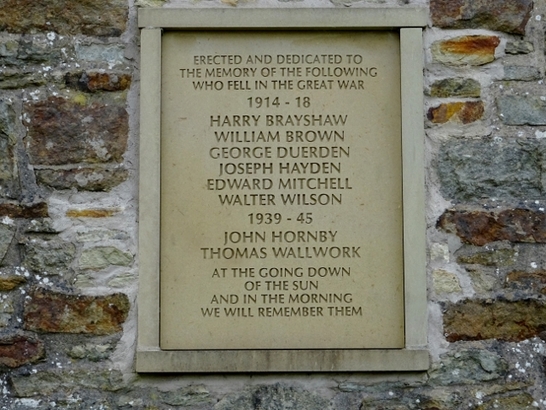 ERECTED AND DEDICATED TO
THE MEMORY OF THE FOLLOWING
WHO FELL IN THE GREAT WAR
1914 - 18
HARRY BRAYSHAW
WILLIAM BROWN
GEORGE DUERDEN
JOSEPH HAYDEN
EDWARD MITCHELL
WALTER WILSON
1939 - 45
JOHN HORNBY
THOMAS WALLWORK
AT THE GOING DOWN
OF THE SUN
AND IN THE MORNING
WE WILL REMEMBER THEM